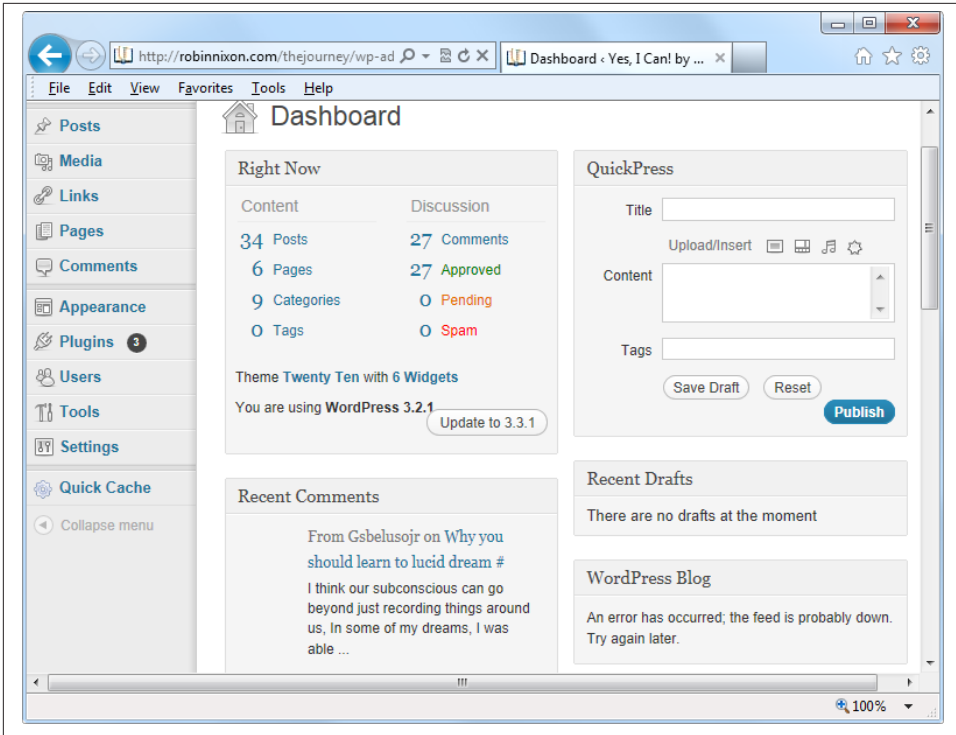 http://robinnixon.com/thejourney/wp-ad
Dashboard ‹ Yes, I Can! by ...
File Edit View Favorites Tools Help
Dashboard
Posts
Media
Links
Pages
Comments
Appearance
Plugins 3
Users
Tools
Settings
Quick Cache
Collapse menu
Right Now
Content Discussion
34 Posts 27 Comments
6 Pages 27 Approved
9 Categories 0 Pending
0 Tags 0 Spam
Theme Twenty Ten with 6 Widgets
You are using WordPress 3.2.1
Update to 3.3.1
Recent Comments
From Gsbelusojr on Why you
should learn to lucid dream #
I think our subconscious can go
beyond just recording things around
us, In some of my dreams, I was
able ...
QuickPress
Title
Upload/Insert
Content
Tags
Save Draft Reset
Publish
Recent Drafts
There are no drafts at the moment
WordPress Blog
An error has occurred; the feed is probably down.
Try again later.
100%